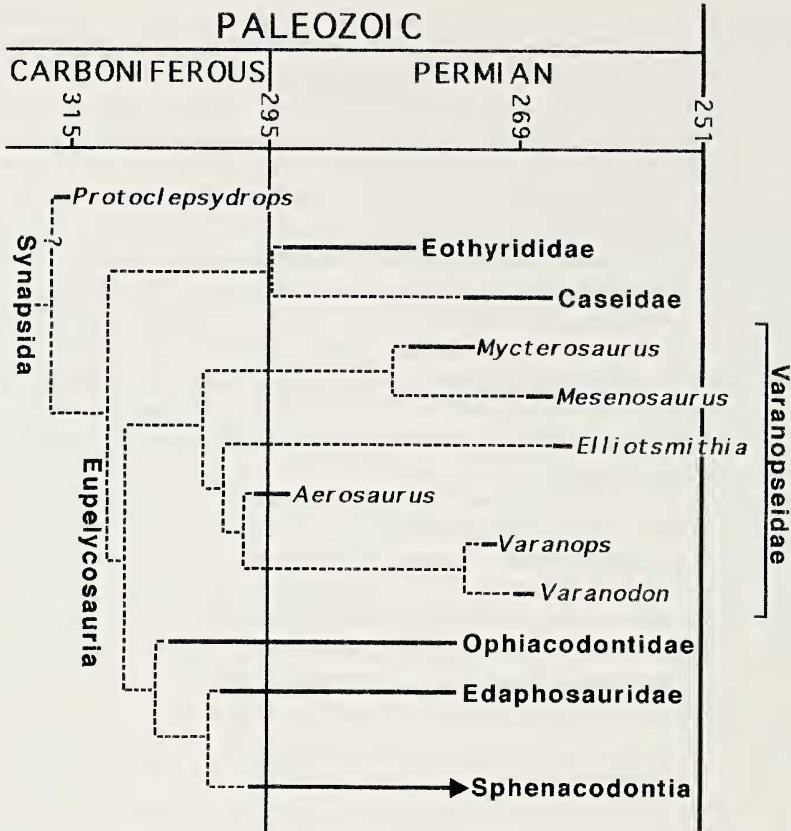 PALEOZOIC
CARBONIFEROUS
PERMIAN
315
295
269
251
Protoclepsydrops
?
Synapsida
Eothyrididae
Caseidae
Mycterosaurus
Mesenosaurus
Elliotsmithia
Aerosaurus
Varanops
Varanodon
Varanopseidae
Eupelycosauria
Ophiacodontidae
Edaphosauridae
Sphenacodontia